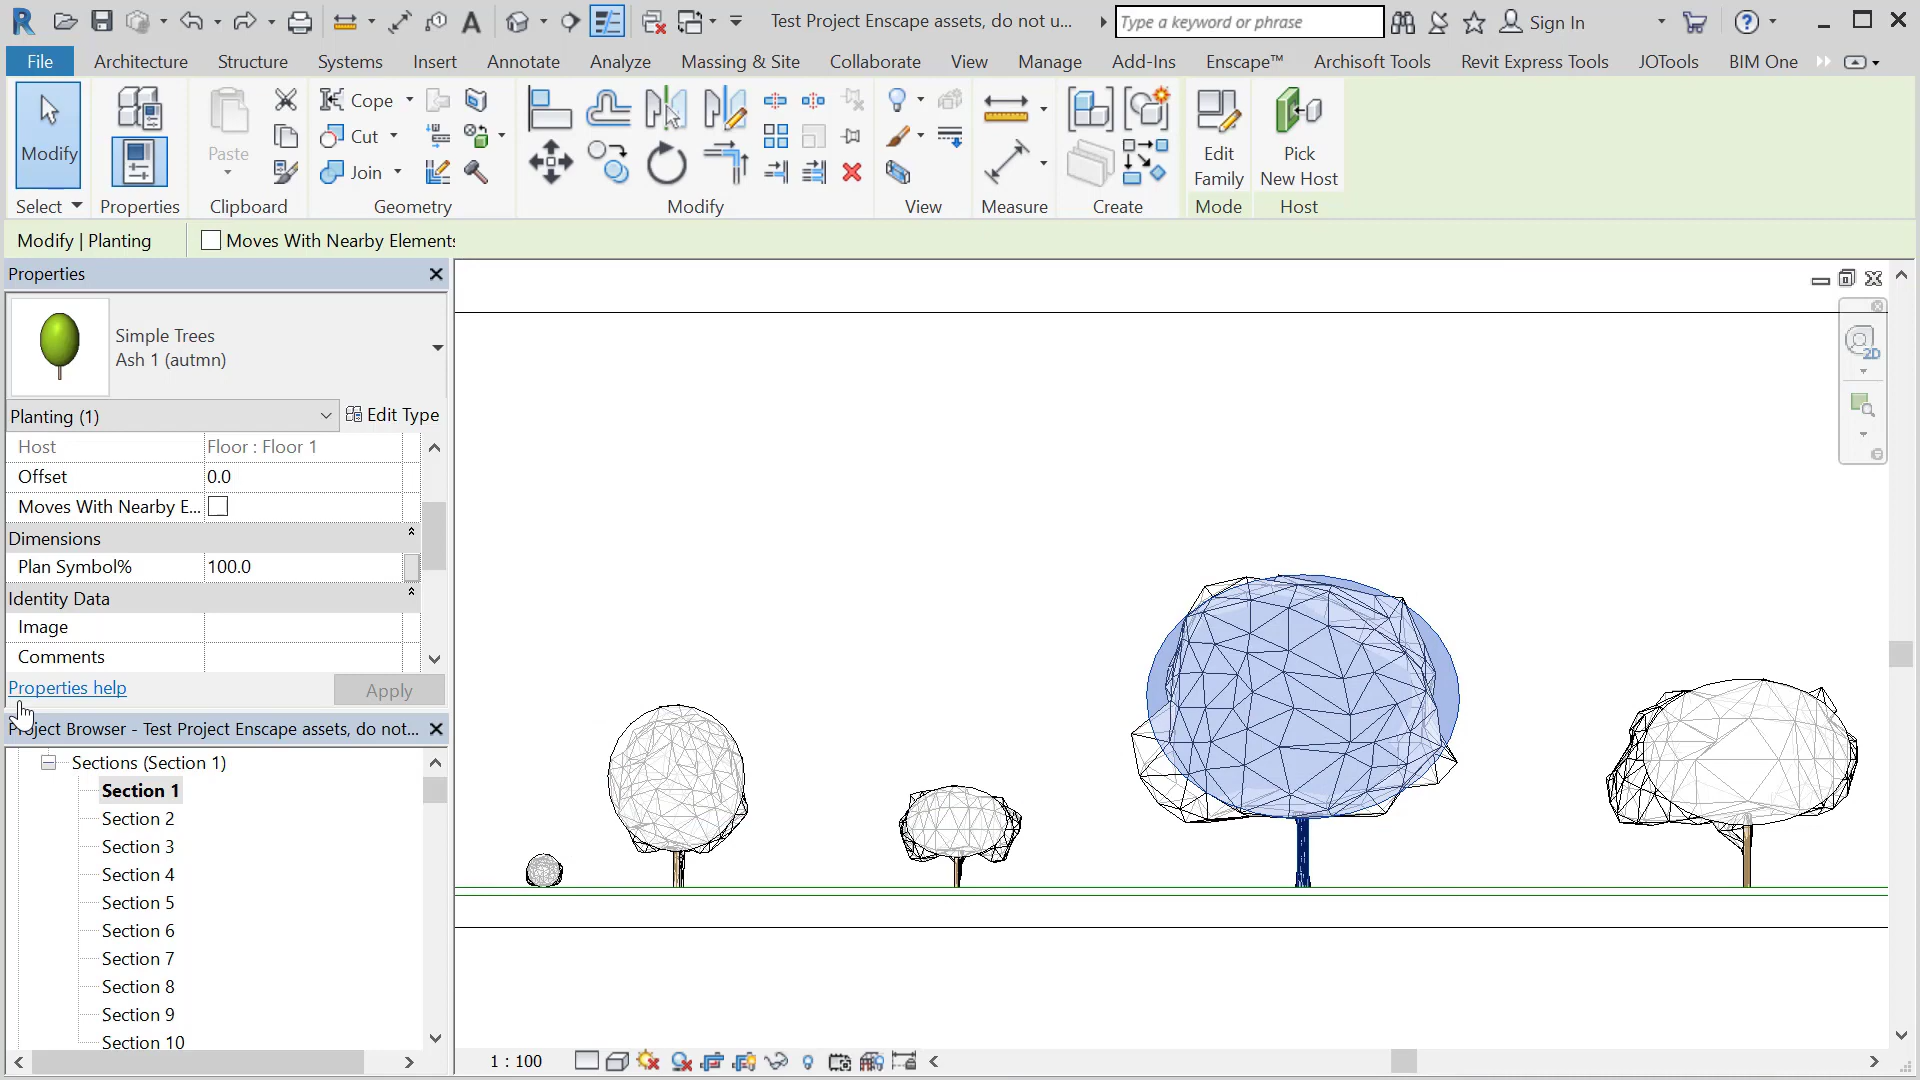 Test Project Enscape assets, do not u...
Type a keyword or phrase
Sign In
File
Architecture
Structure
Systems
Insert
Annotate
Analyze
Massing & Site
Collaborate
View
Manage
Add-Ins
Enscape™
Archisoft Tools
Revit Express Tools
JOTools
BIM One
Modify
Paste
Cope
Cut
Join
Edit
Family
Pick
New Host
Select
Properties
Clipboard
Geometry
Modify
View
Measure
Create
Mode
Host
Modify | Planting
Moves With Nearby Elements
Properties
Simple Trees
Ash 1 (autmn)
Planting (1)
Edit Type
Host
Floor : Floor 1
Offset
0.0
Moves With Nearby E...
Dimensions
Plan Symbol%
100.0
Identity Data
Image
Comments
Properties help
Apply
Project Browser - Test Project Enscape assets, do not...
Sections (Section 1)
Section 1
Section 2
Section 3
Section 4
Section 5
Section 6
Section 7
Section 8
Section 9
Section 10
2D
1 : 100